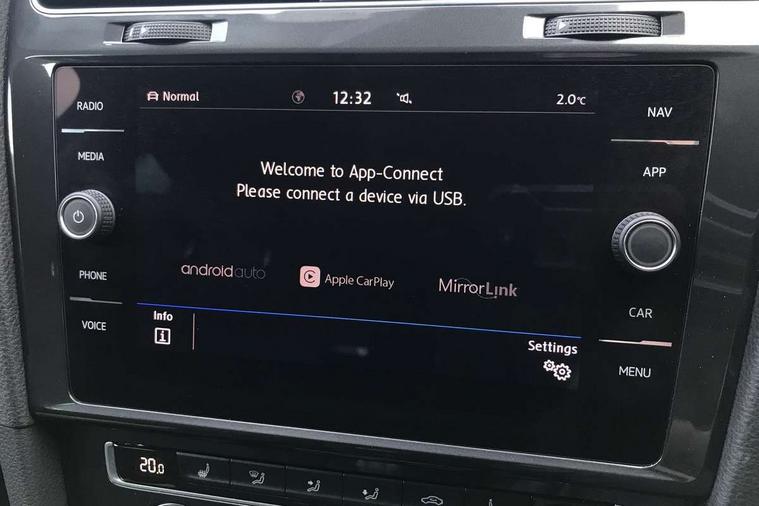 RADIO
Normal
12:32
2.0°C
NAV
MEDIA
APP
Welcome to App-Connect
Please connect a device via USB.
PHONE
androidauto
Apple CarPlay
MirrorLink
CAR
VOICE
Info
i
Settings
MENU
20.0